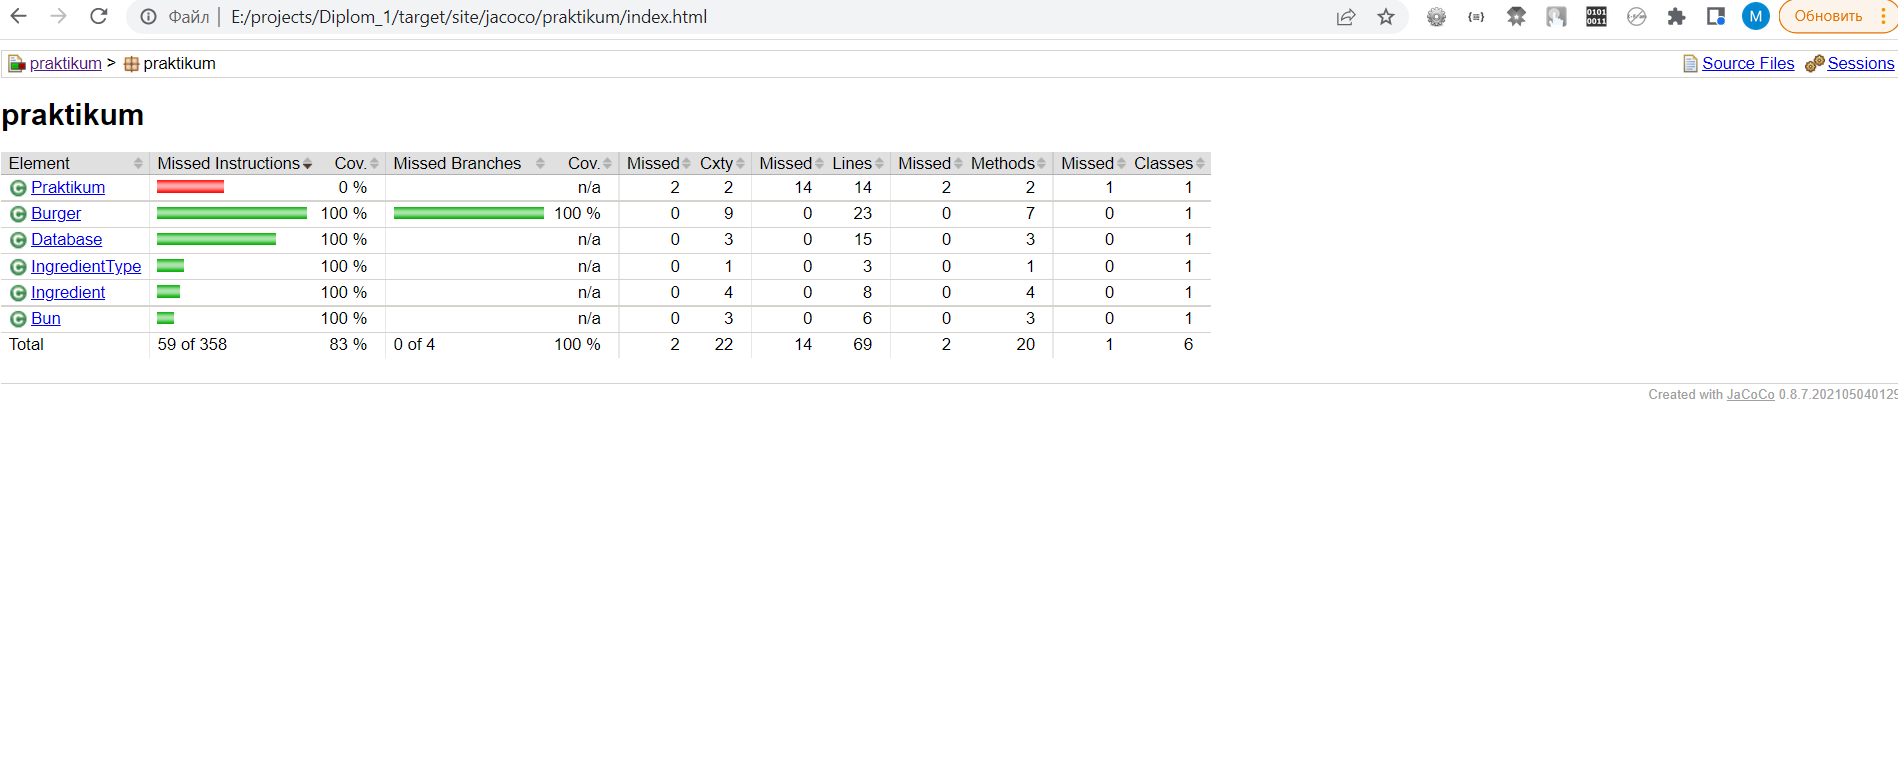 Файл | E:/projects/Diplom_1/target/site/jacoco/praktikum/index.html M Обновить
praktikum > praktikum Source Files Sessions
praktikum
Element Missed Instructions Cov. Missed Branches Cov. Missed Cxty Missed Lines Missed Methods Missed Classes
Praktikum 0 % n/a 2 2 14 14 2 2 1 1
Burger 100 % 100 % 0 9 0 23 0 7 0 1
Database 100 % n/a 0 3 0 15 0 3 0 1
IngredientType 100 % n/a 0 1 0 3 0 1 0 1
Ingredient 100 % n/a 0 4 0 8 0 4 0 1
Bun 100 % n/a 0 3 0 6 0 3 0 1
Total 59 of 358 83 % 0 of 4 100 % 2 22 14 69 2 20 1 6
Created with JaCoCo 0.8.7.202105040129